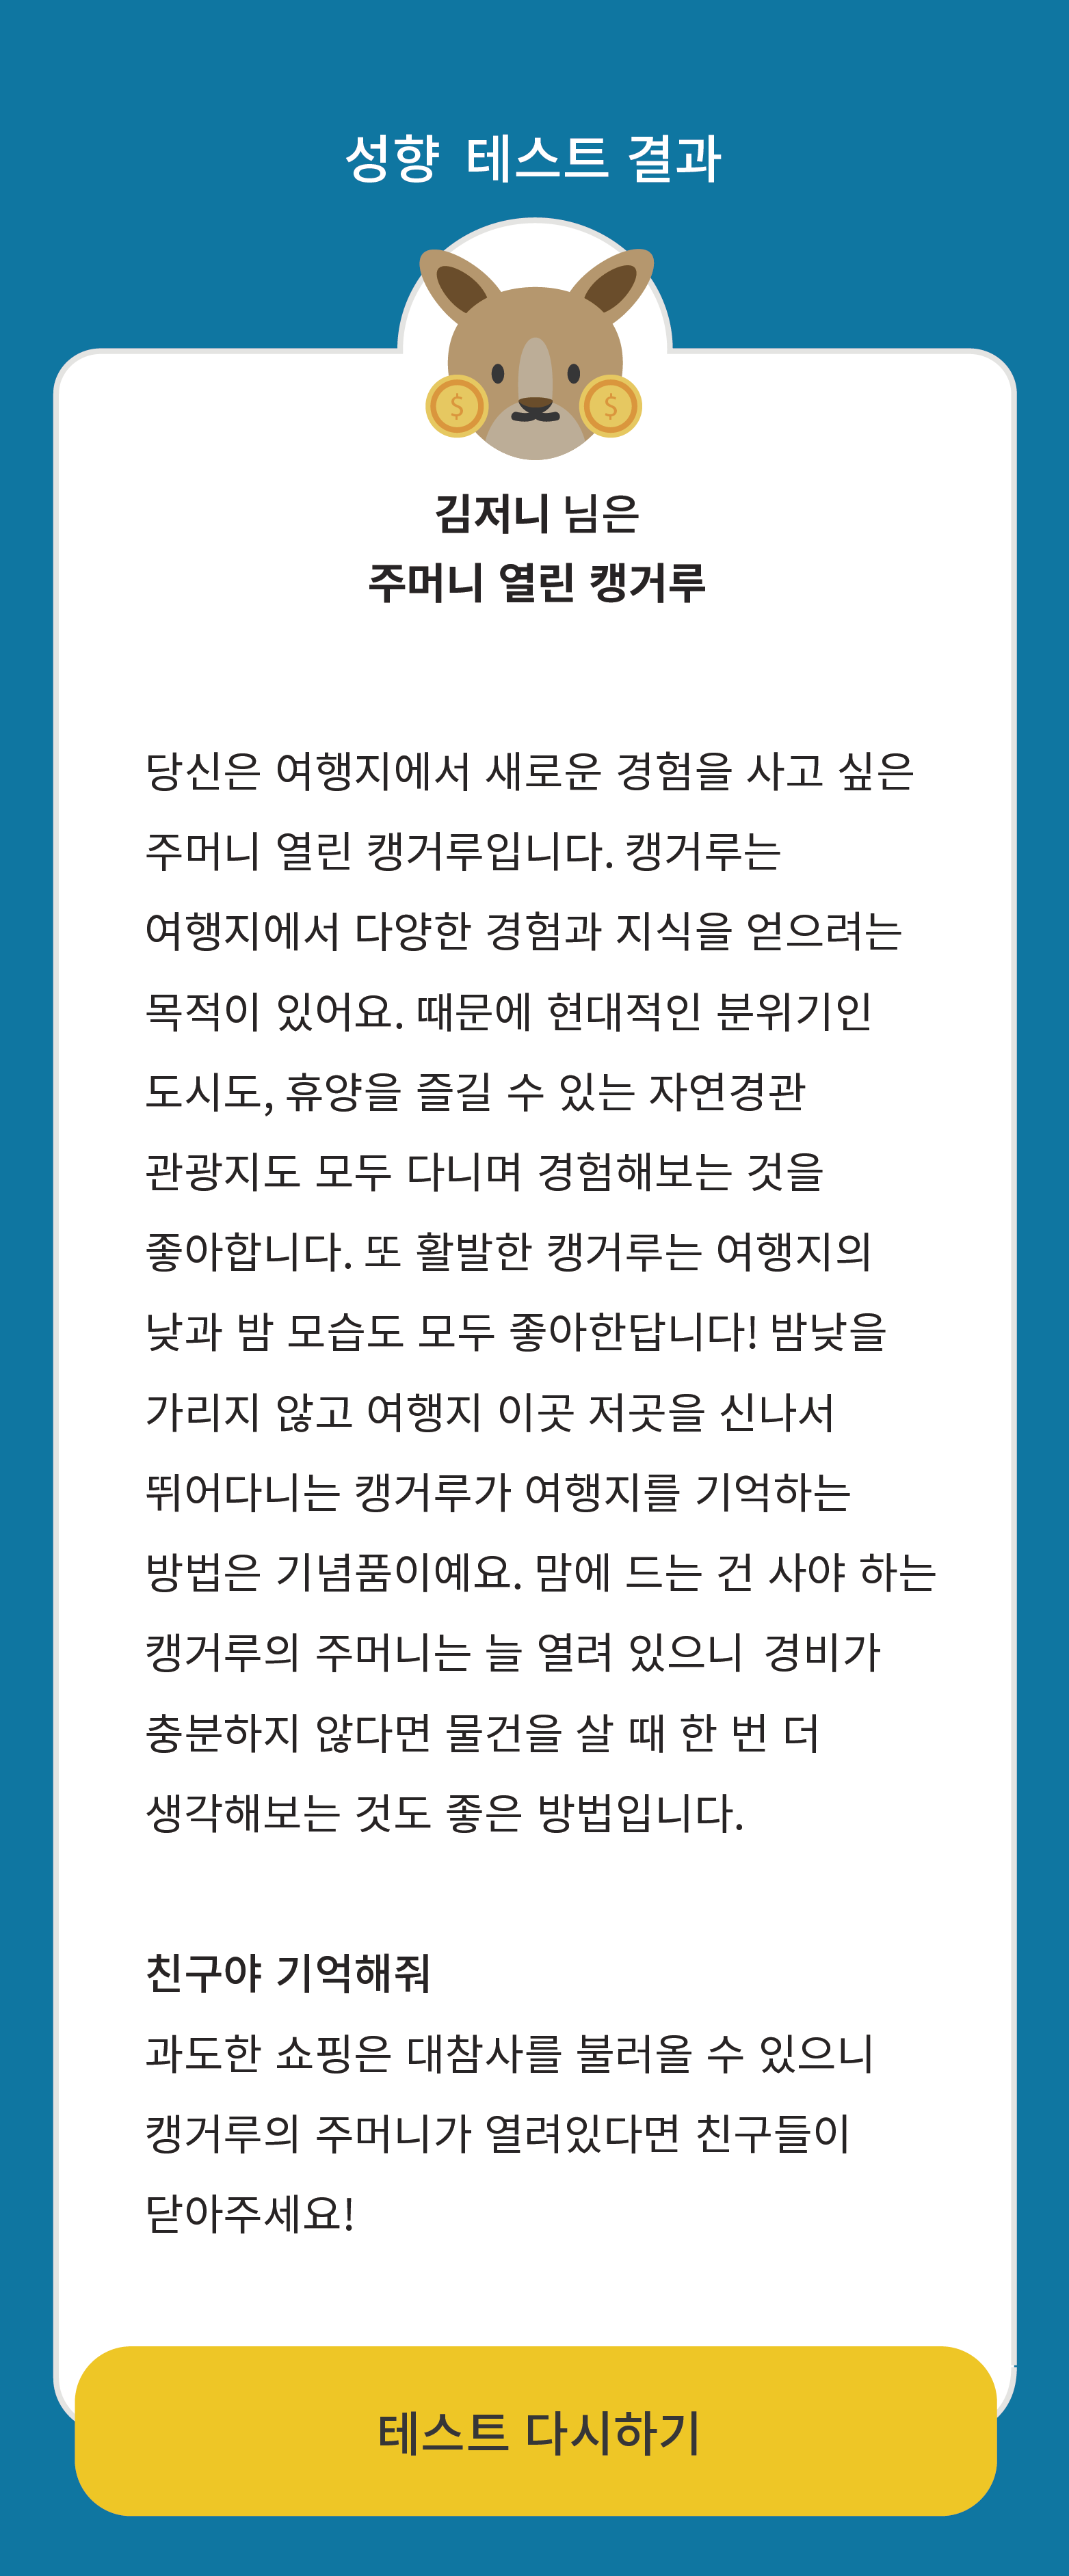 성향 테스트 결과
$ $
김저니 님은
주머니 열린 캥거루
당신은 여행지에서 새로운 경험을 사고 싶은
주머니 열린 캥거루입니다. 캥거루는
여행지에서 다양한 경험과 지식을 얻으려는
목적이 있어요. 때문에 현대적인 분위기인
도시도, 휴양을 즐길 수 있는 자연경관
관광지도 모두 다니며 경험해보는 것을
좋아합니다. 또 활발한 캥거루는 여행지의
낮과 밤 모습도 모두 좋아한답니다! 밤낮을
가리지 않고 여행지 이곳 저곳을 신나서
뛰어다니는 캥거루가 여행지를 기억하는
방법은 기념품이예요. 맘에 드는 건 사야 하는
캥거루의 주머니는 늘 열려 있으니 경비가
충분하지 않다면 물건을 살 때 한 번 더
생각해보는 것도 좋은 방법입니다.
친구야 기억해줘
과도한 쇼핑은 대참사를 불러올 수 있으니
캥거루의 주머니가 열려있다면 친구들이
닫아주세요!
테스트 다시하기